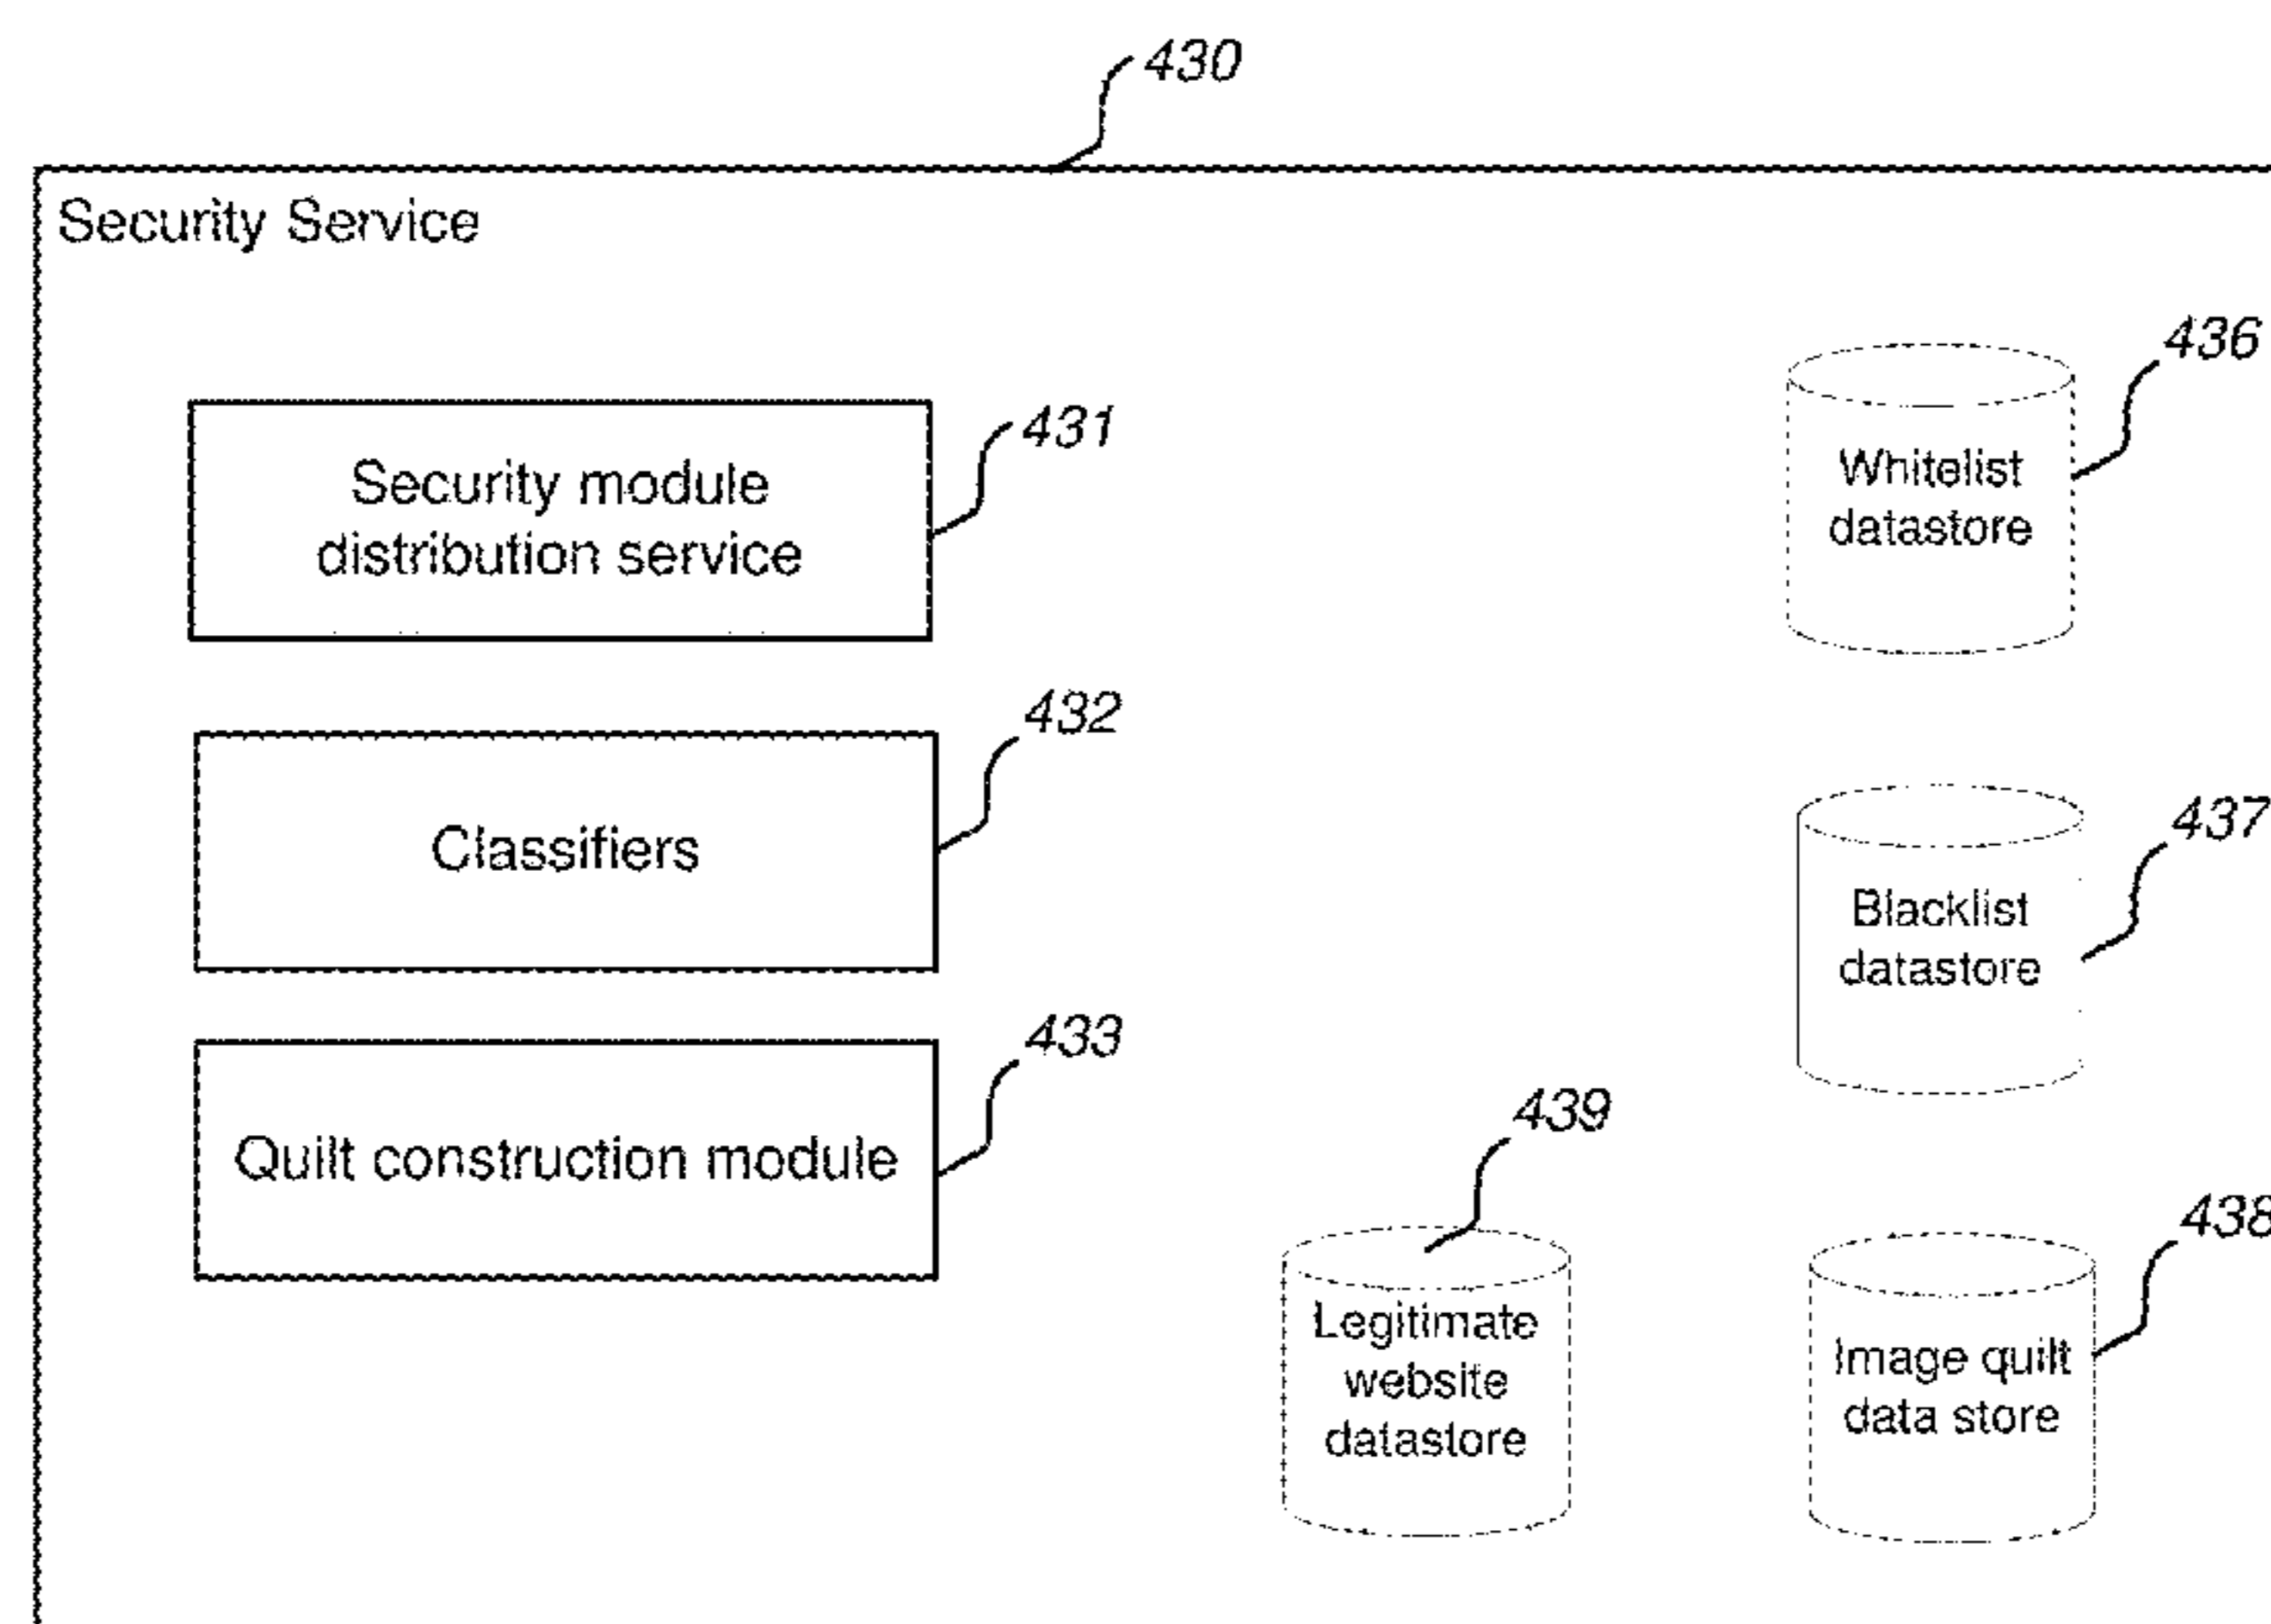 430
Security Service
436
431
Security module
distribution service
Whitelist
datastore
432
Classifiers
437
Blacklist
datastore
433
Quilt construction module
439
Legitimate
website
datastore
438
Image quilt
data store